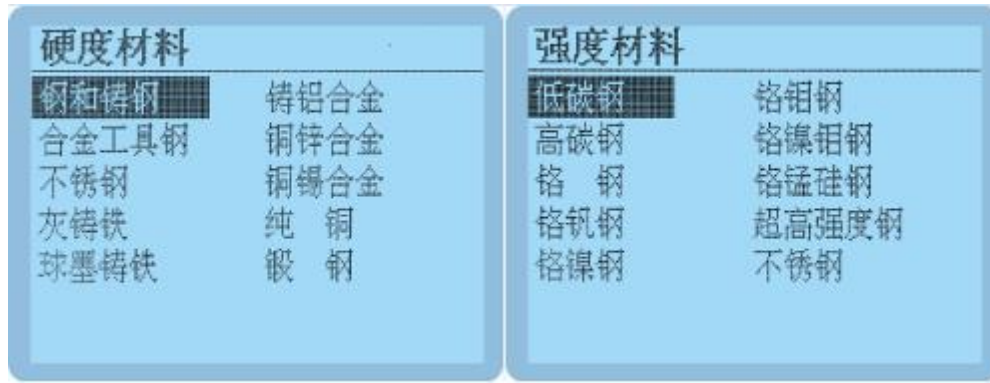 硬度材料
钢和铸钢 铸铝合金
合金工具钢 铜锌合金
不锈钢 铜锡合金
灰铸铁 纯 铜
球墨铸铁 锻 钢
强度材料
低碳钢 铬钼钢
高碳钢 铬镍钼钢
铬 钢 铬锰硅钢
铬钒钢 超高强度钢
铬镍钢 不锈钢